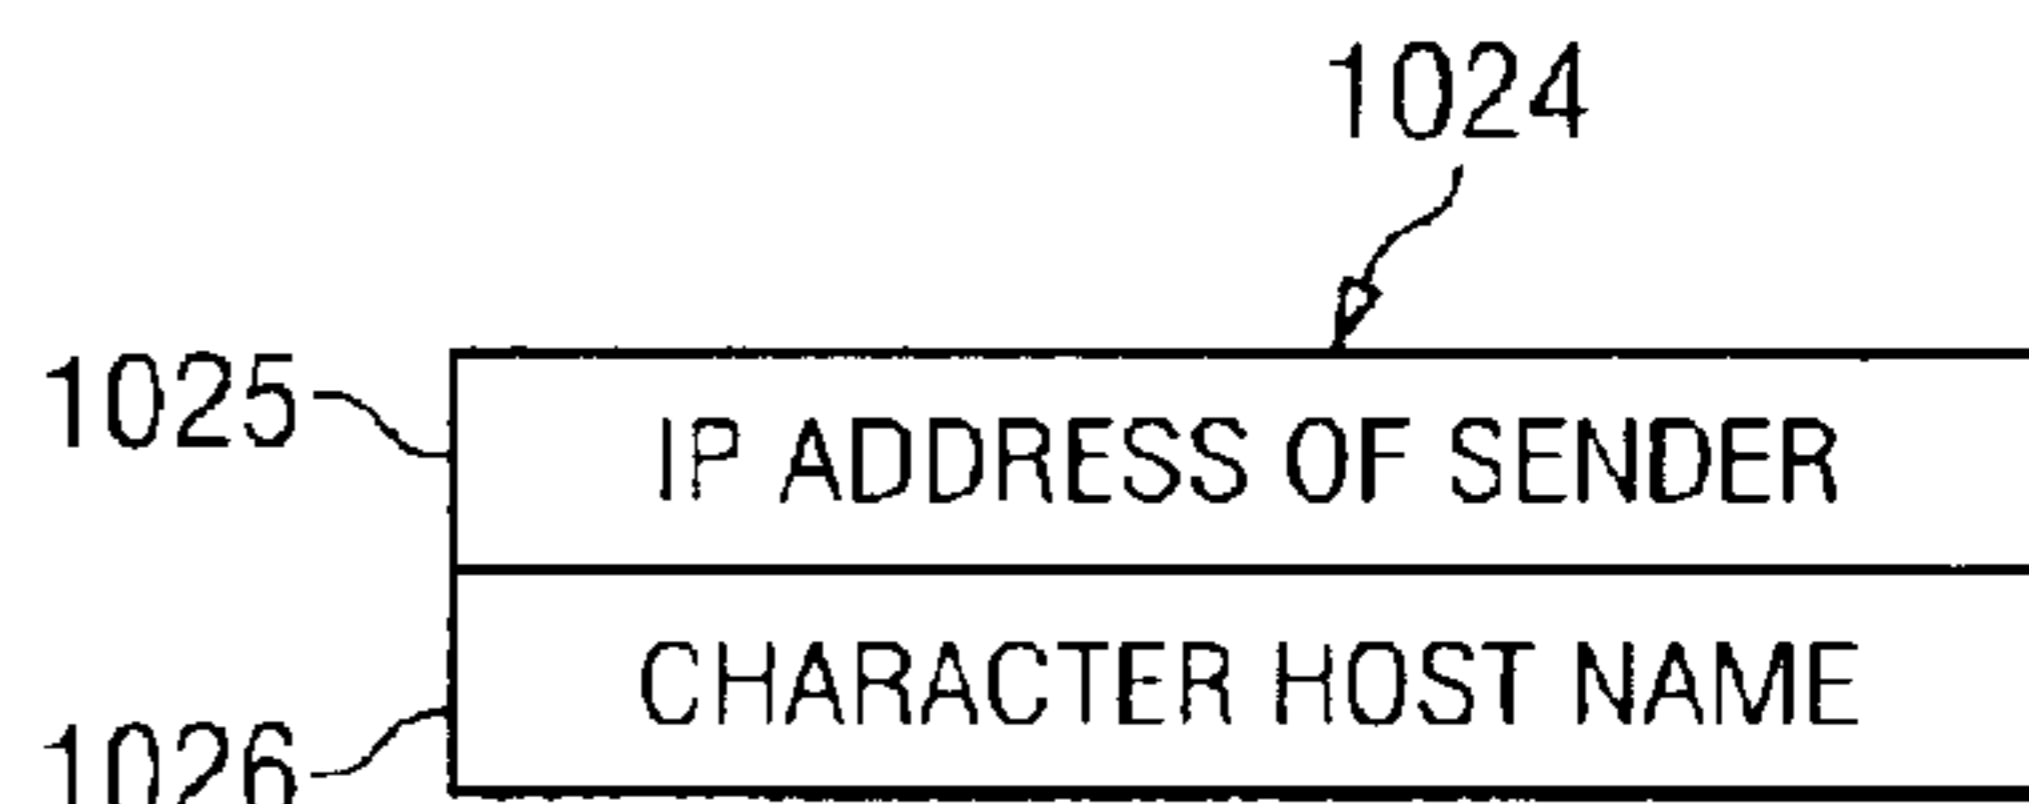 1024
1025
IP ADDRESS OF SENDER
CHARACTER HOST NAME
1026